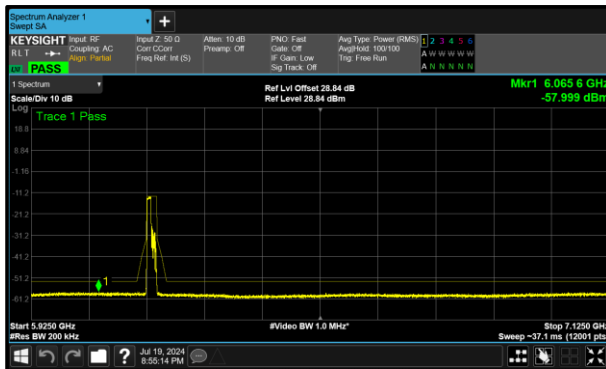 Spectrum Analyzer 1
Swept SA
KEYSIGHT
RLT
PASS
Input: RF
Coupling: AC
Align: Partial
Input Z: 50 Ω
Corr CCorr
Freq Ref: Int (S)
Atten: 10 dB
Preamp: Off
PNO: Fast
Gate: Off
IF Gain: Low
Sig Track: Off
Avg Type: Power (RMS)
Avg|Hold: 100/100
Trig: Free Run
1 2 3 4 5 6
A W W W W W
A N N N N N
1 Spectrum
Scale/Div 10 dB
Ref Lvl Offset 28.84 dB
Ref Level 28.84 dBm
Mkr1 6.065 6 GHz
-57.999 dBm
Log
Trace 1 Pass
18.8
8.84
-1.16
-11.2
-21.2
-31.2
-41.2
-51.2
-61.2
1
Start 5.9250 GHz
#Res BW 200 kHz
#Video BW 1.0 MHz*
Stop 7.1250 GHz
Sweep ~37.1 ms (12001 pts)
?
Jul 19, 2024
8:55:14 PM